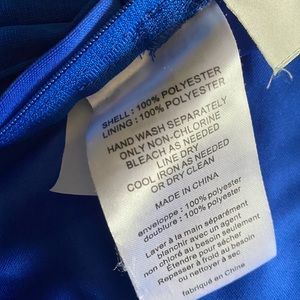 SHELL : 100% POLYESTER
LINING : 100% POLYESTER
HAND WASH SEPARATELY
ONLY NON-CHLORINE
BLEACH AS NEEDED
LINE DRY
COOL IRON AS NEEDED
OR DRY CLEAN
MADE IN CHINA
enveloppe : 100% polyester
doublure : 100% polyester
Laver à la main séparément
blanchir avec un agent
non chloré au besoin seulement
Étendre pour sécher
Repasser à froid au besoin
ou nettoyer à sec
fabriqué en Chine